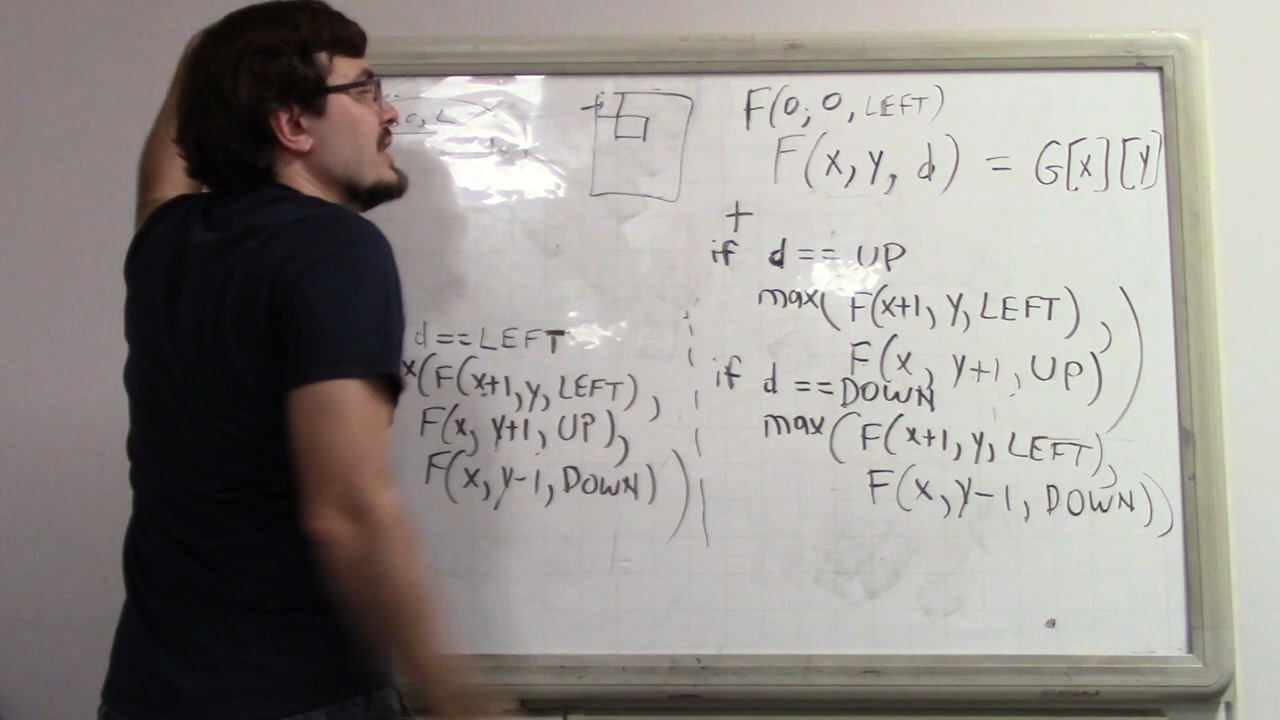 0, L
F(0, 0, LEFT)
F(x, y, d) = G[x][y]
+
if d == UP
max( F(x+1, y, LEFT),
F(x, y+1, UP) )
if d == DOWN
max( F(x+1, y, LEFT),
F(x, y-1, DOWN) )
d == LEFT
x( F(x+1, y, LEFT),
F(x, y+1, UP),
F(x, y-1, DOWN) )